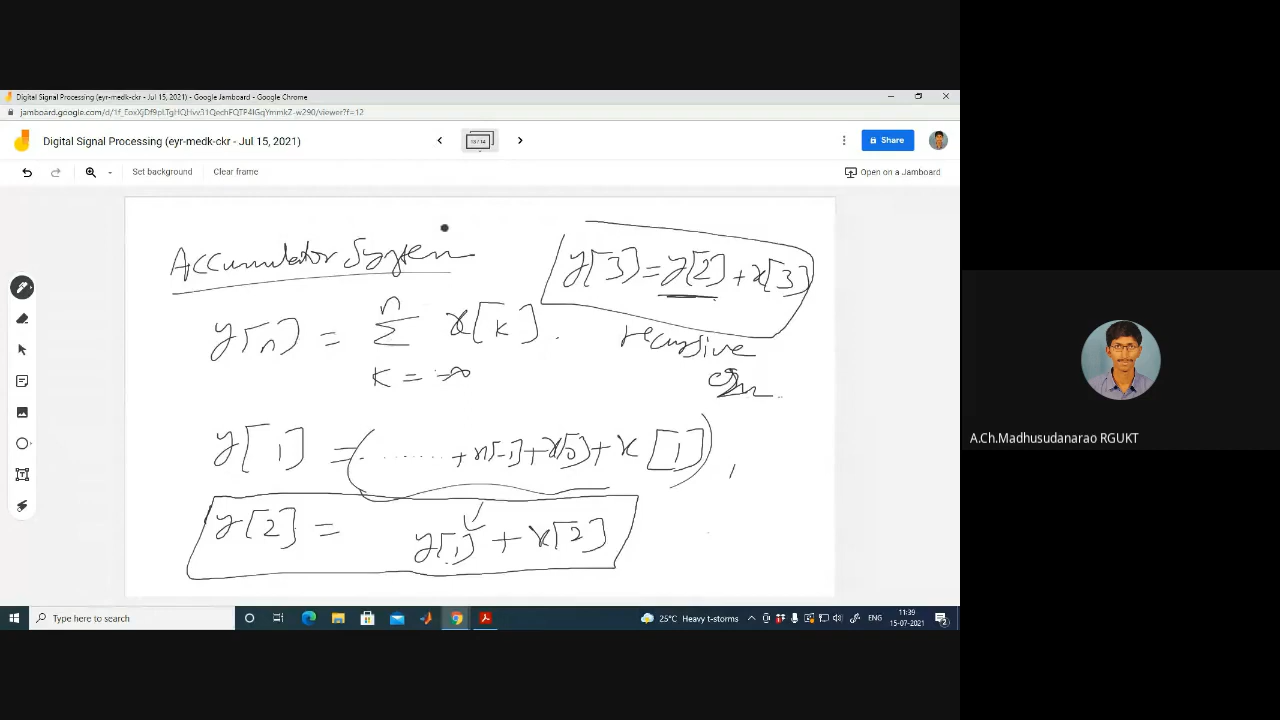 Digital Signal Processing (eyr-medk-ckr - Jul 15, 2021) - Google Jamboard - Google Chrome
Digital Signal Processing (eyr-medk-ckr - Jul 15, 2021)
13 / 14
Share
Set background
Clear frame
Open on a Jamboard
Accumulator System
y[3] = y[2] + x[3]
y[n] = n Σ x[k].
k = -∞
recursive
y[1] = (........ + x[-1] + x[0] + x[1])
y[2] = y[1] + x[2]
A.Ch.Madhusudanarao RGUKT
Type here to search
25°C Heavy t-storms
ENG
11:39
15-07-2021
2